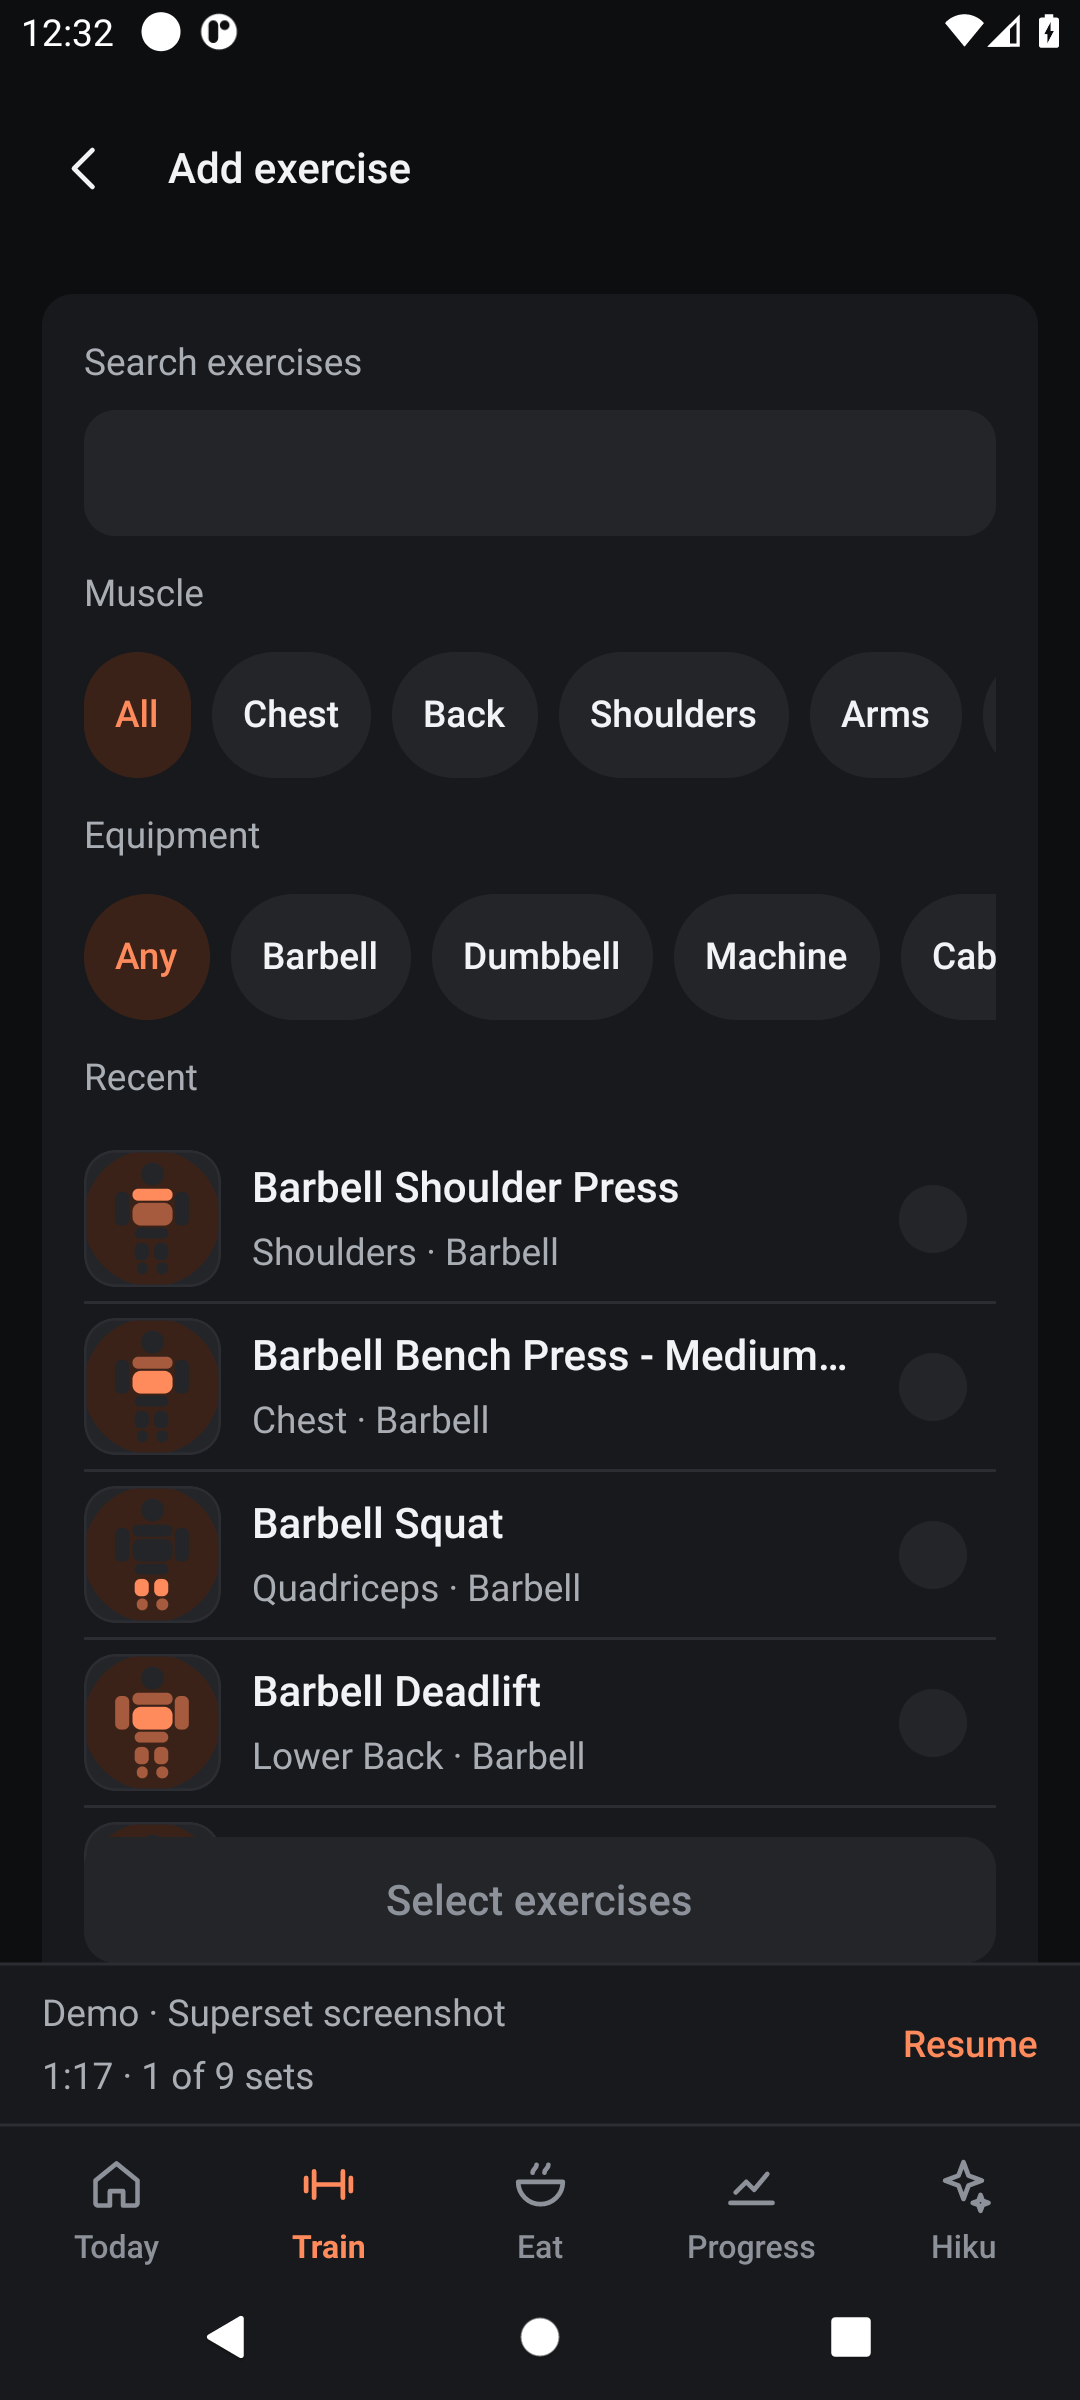 12:32
Add exercise
Search exercises
Muscle
All Chest Back Shoulders Arms
Equipment
Any Barbell Dumbbell Machine Cab
Recent
Barbell Shoulder Press
Shoulders · Barbell
Barbell Bench Press - Medium…
Chest · Barbell
Barbell Squat
Quadriceps · Barbell
Barbell Deadlift
Lower Back · Barbell
Select exercises
Demo · Superset screenshot
Resume
1:17 · 1 of 9 sets
Today Train Eat Progress Hiku